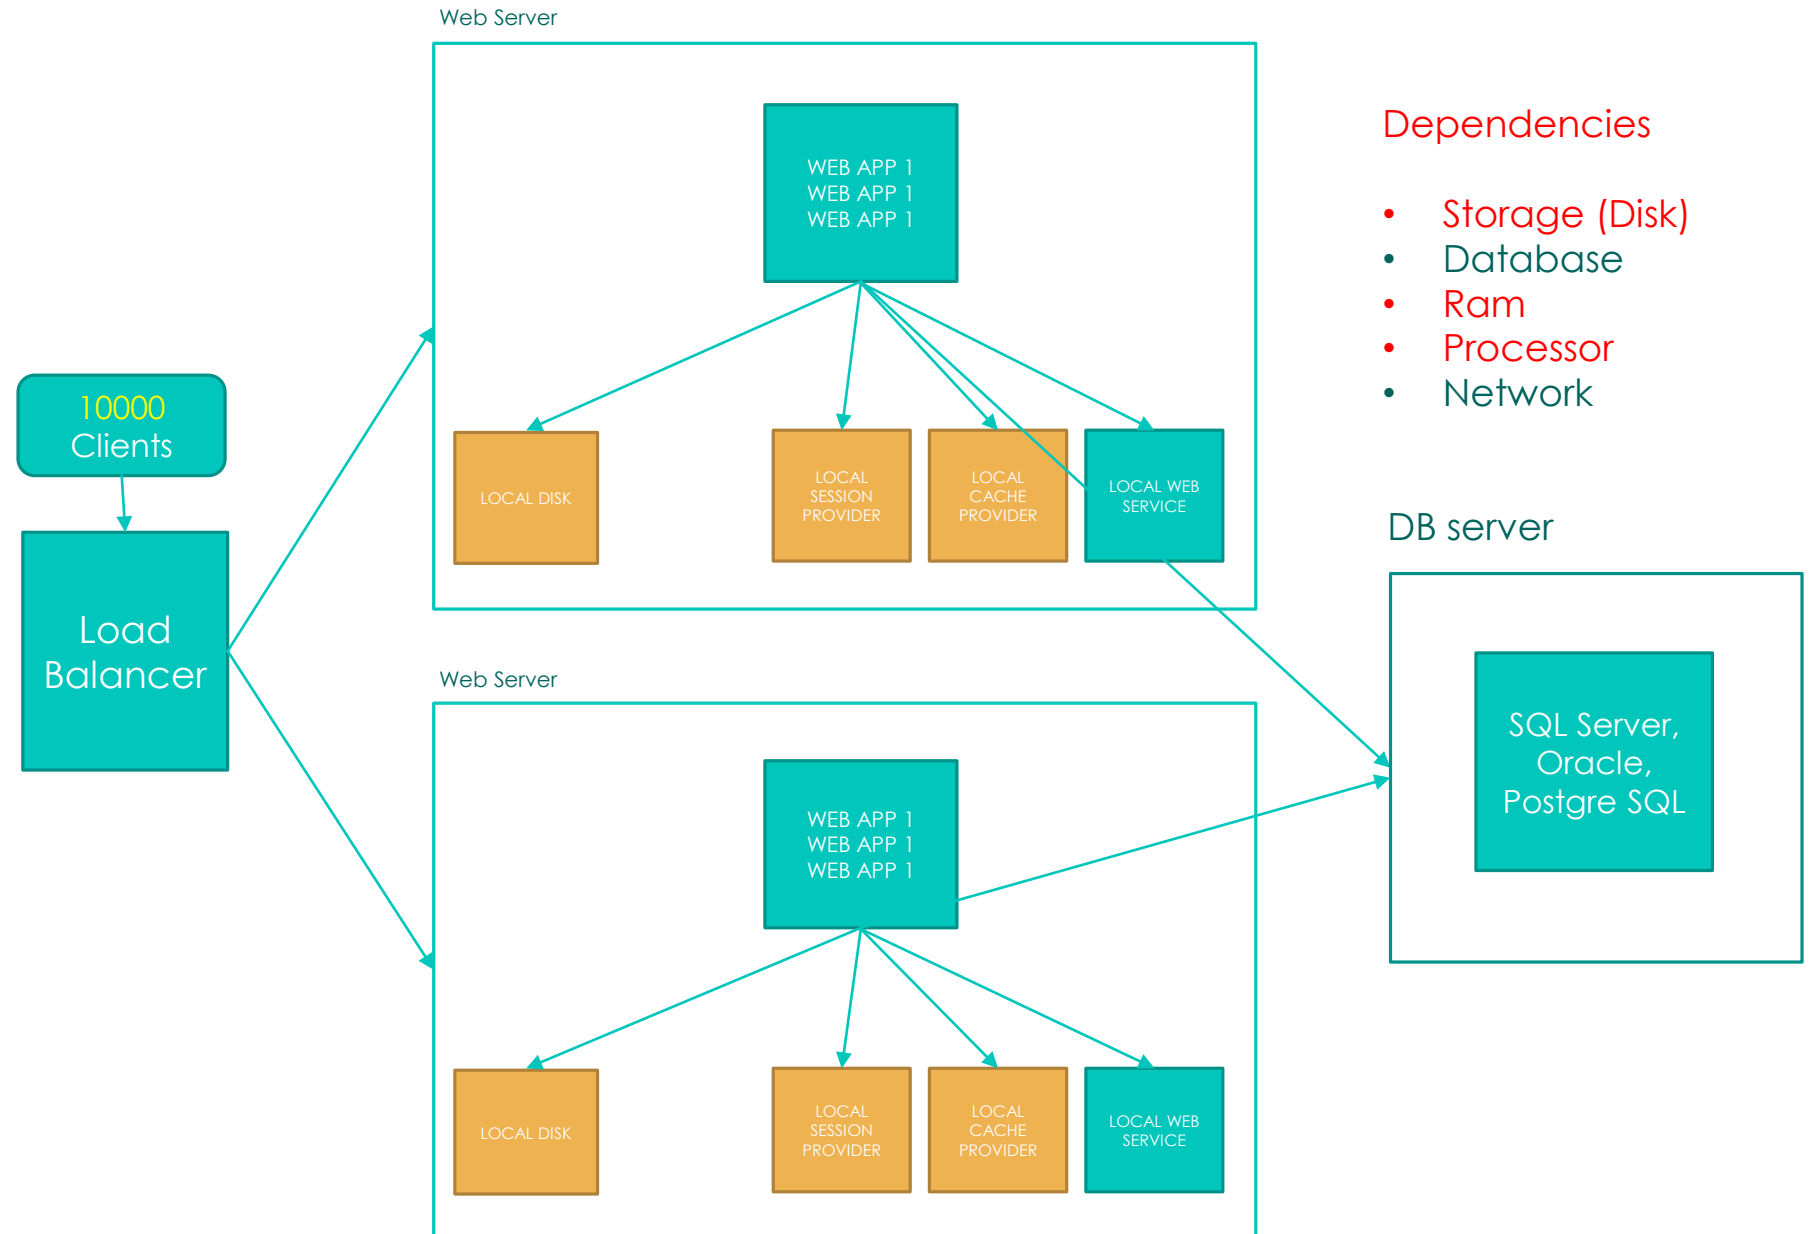 Web Server
WEB APP 1
WEB APP 1
WEB APP 1
LOCAL DISK
LOCAL
SESSION
PROVIDER
LOCAL
CACHE
PROVIDER
LOCAL WEB
SERVICE
10000
Clients
Load
Balancer
Web Server
WEB APP 1
WEB APP 1
WEB APP 1
LOCAL DISK
LOCAL
SESSION
PROVIDER
LOCAL
CACHE
PROVIDER
LOCAL WEB
SERVICE
Dependencies
• Storage (Disk)
• Database
• Ram
• Processor
• Network
DB server
SQL Server,
Oracle,
Postgre SQL